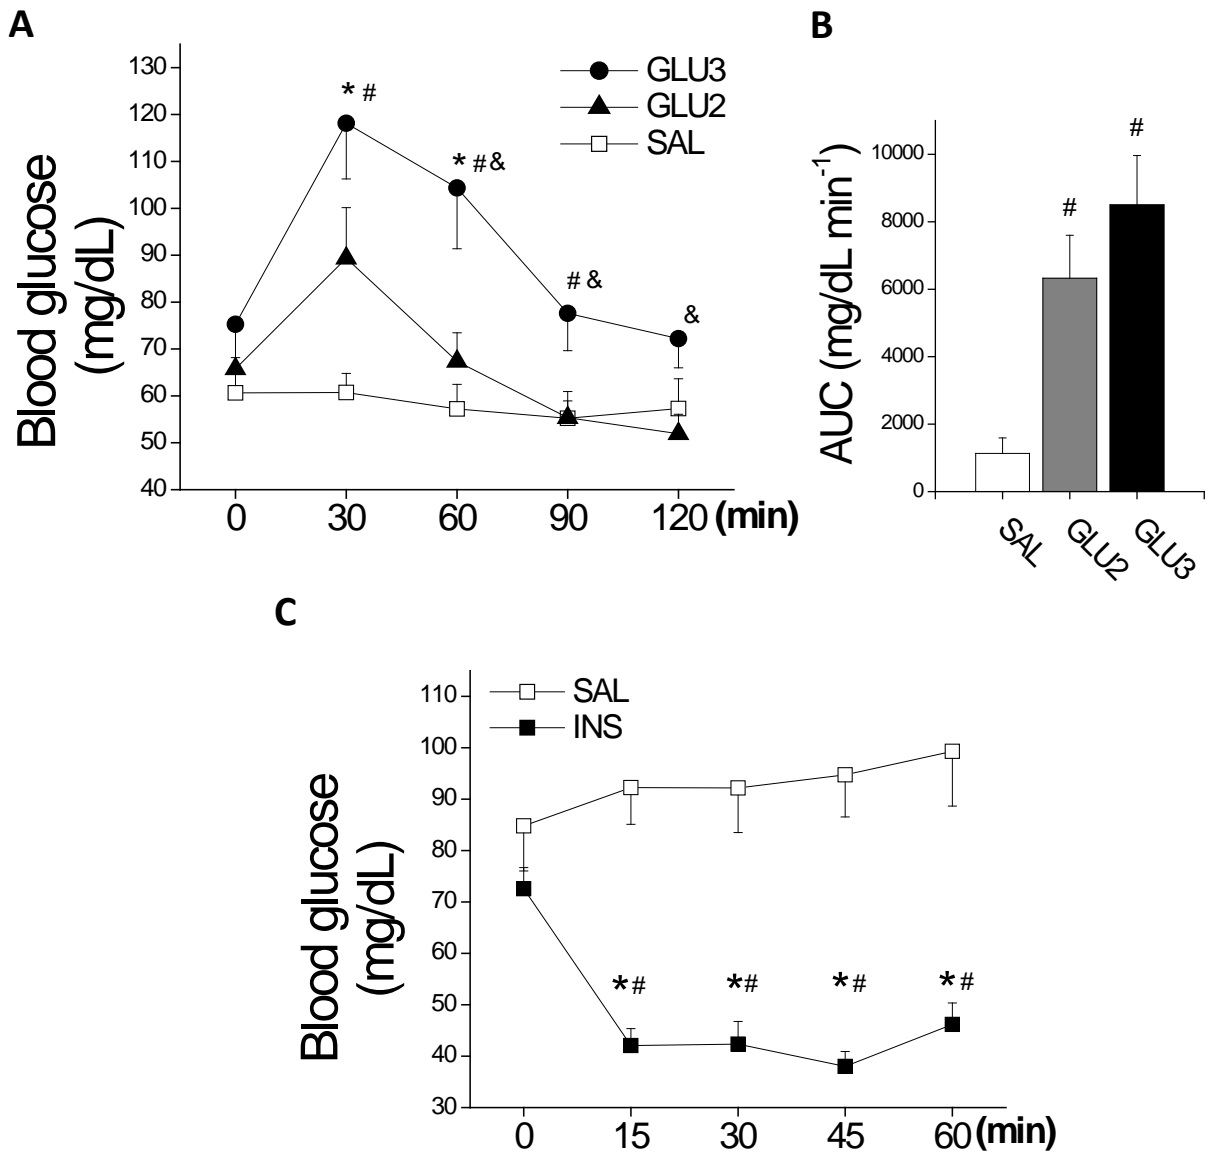 A
Blood glucose
(mg/dL)
130
120
110
100
90
80
70
60
50
40
GLU3
GLU2
SAL
* #
* # &
# &
&
0 30 60 90 120 (min)
B
AUC (mg/dL min-1)
10000
8000
6000
4000
2000
0
#
#
SAL GLU2 GLU3
C
Blood glucose
(mg/dL)
110
100
90
80
70
60
50
40
30
SAL
INS
*# *# *# *#
0 15 30 45 60 (min)